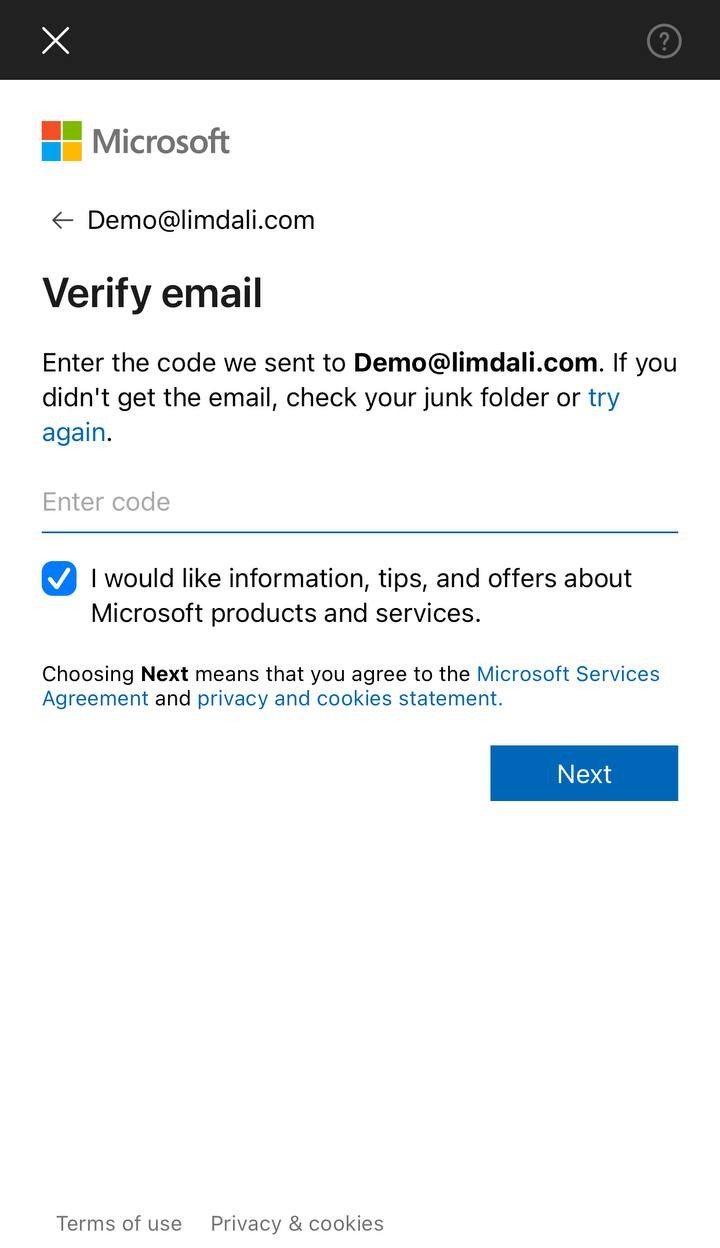 Microsoft
← Demo@limdali.com
Verify email
Enter the code we sent to Demo@limdali.com. If you
didn't get the email, check your junk folder or try
again.
Enter code
I would like information, tips, and offers about
Microsoft products and services.
Choosing Next means that you agree to the Microsoft Services
Agreement and privacy and cookies statement.
Next
Terms of use Privacy & cookies